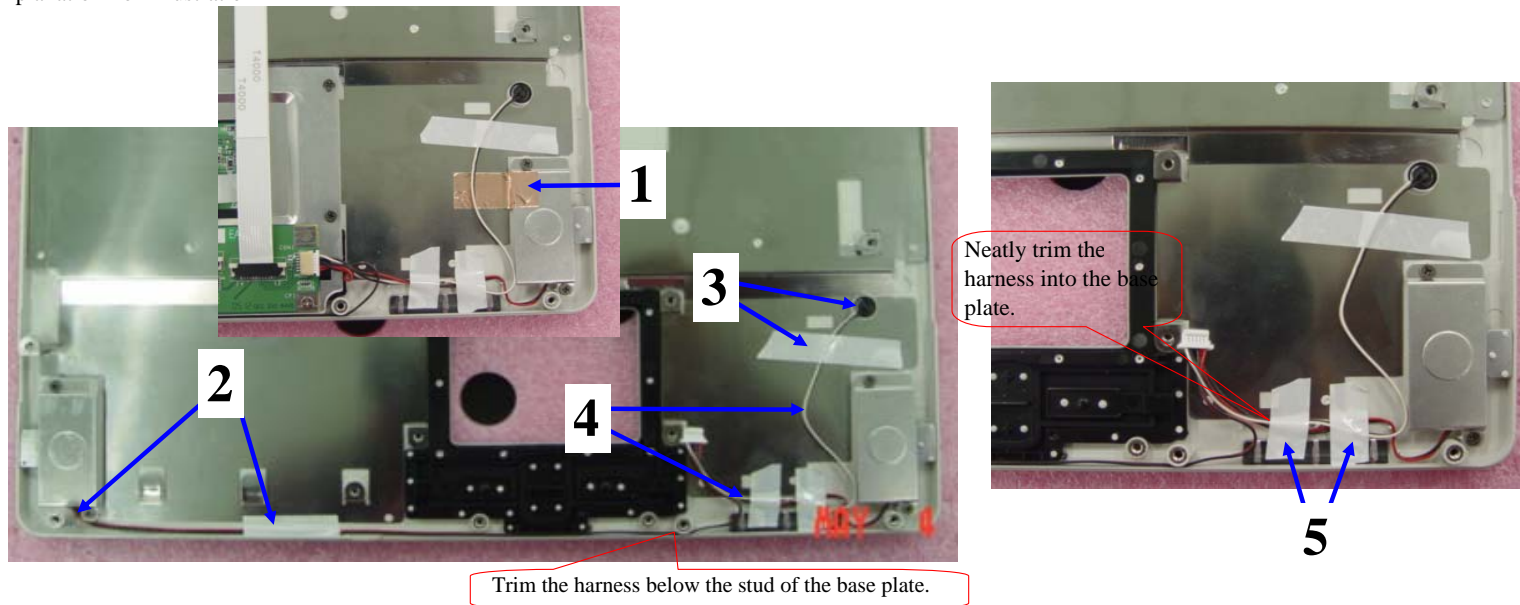 T4000
T4000
1
2
3
4
5
Neatly trim the
harness into the base
plate.
Trim the harness below the stud of the base plate.